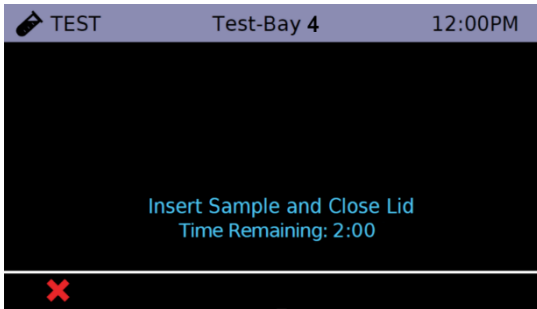 TEST Test-Bay 4 12:00PM
Insert Sample and Close Lid
Time Remaining: 2:00